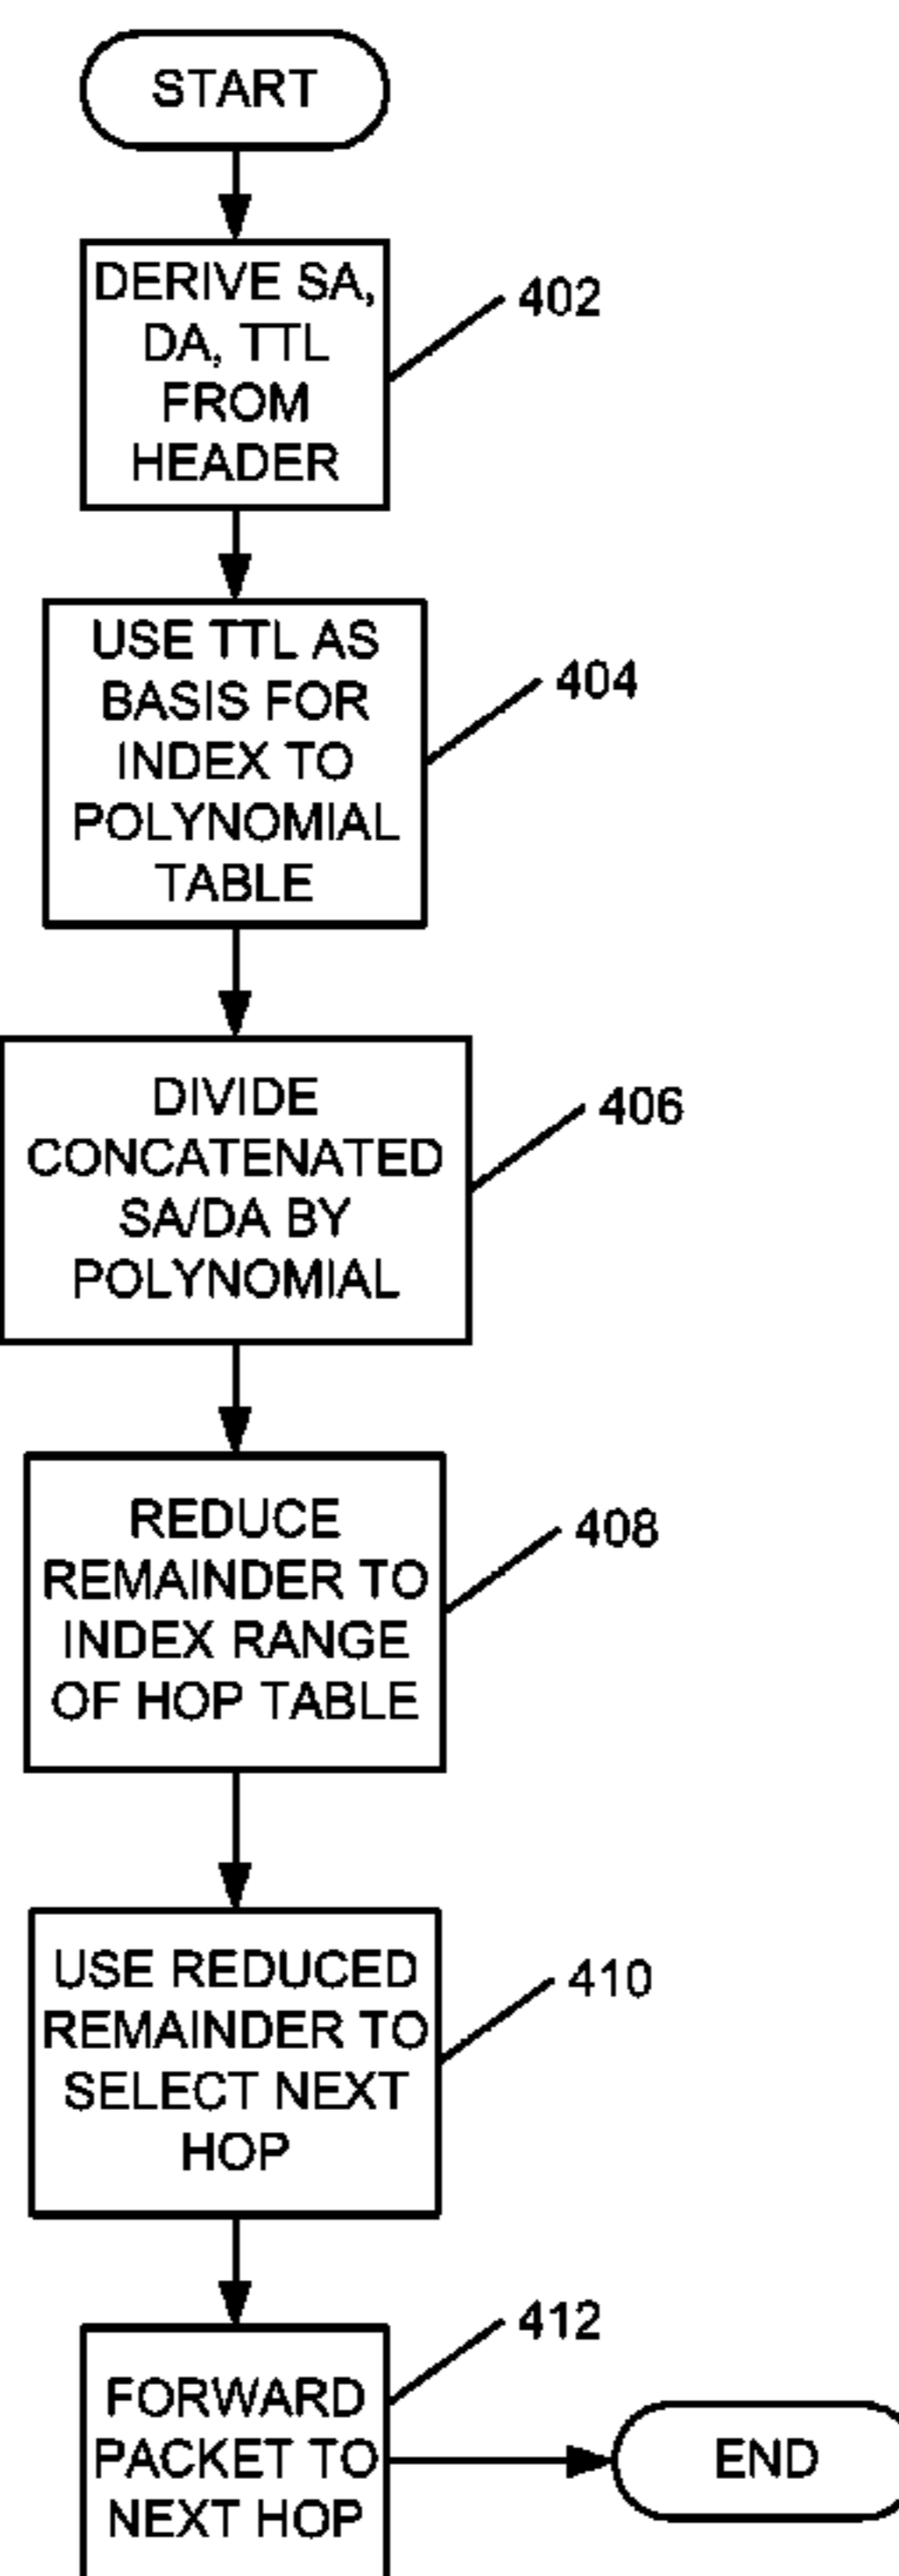 START
DERIVE SA,
DA, TTL
FROM
HEADER
402
USE TTL AS
BASIS FOR
INDEX TO
POLYNOMIAL
TABLE
404
DIVIDE
CONCATENATED
SA/DA BY
POLYNOMIAL
406
REDUCE
REMAINDER TO
INDEX RANGE
OF HOP TABLE
408
USE REDUCED
REMAINDER TO
SELECT NEXT
HOP
410
FORWARD
PACKET TO
NEXT HOP
412
END